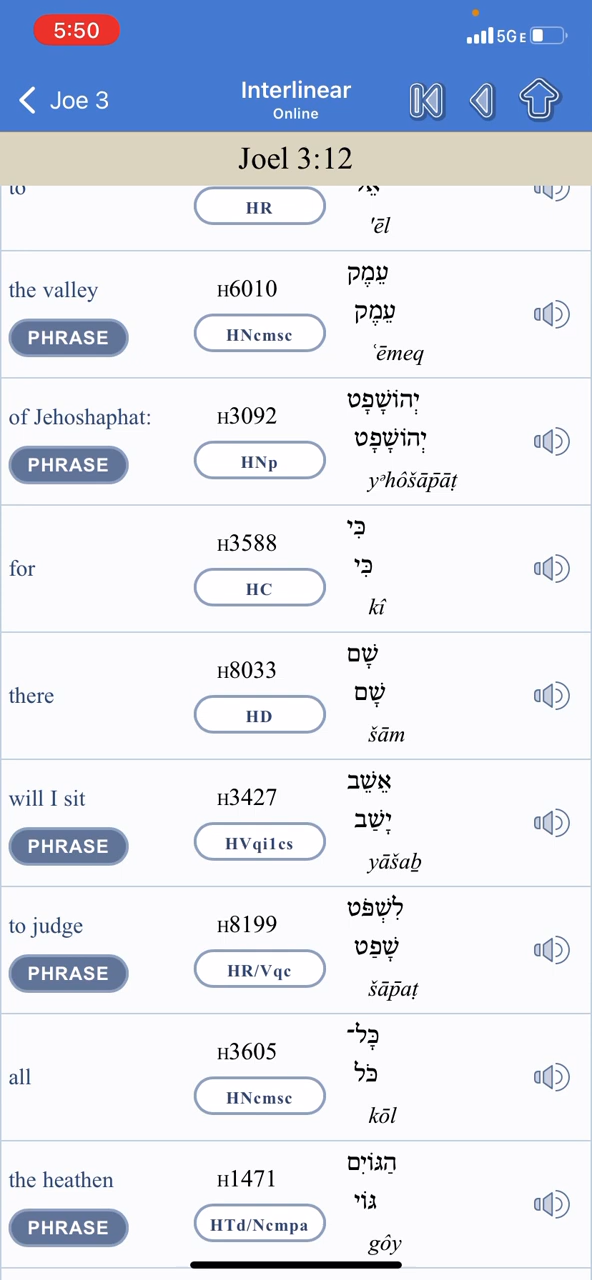 5:50
5G E
Joe 3
Interlinear
Online
Joel 3:12
to
HR
'ēl
the valley
PHRASE
H6010
HNcmsc
עֵמֶק
עֵמֶק
ʿēmeq
of Jehoshaphat:
PHRASE
H3092
HNp
יְהוֹשָׁפָט
יְהוֹשָׁפָט
yᵊhôšāp̄āṭ
for
H3588
HC
כִּי
כִּי
kî
there
H8033
HD
שָׁם
שָׁם
šām
will I sit
PHRASE
H3427
HVqi1cs
אֵשֵׁב
יָשַׁב
yāšaḇ
to judge
PHRASE
H8199
HR/Vqc
לִשְׁפֹּט
שָׁפַט
šāp̄aṭ
all
H3605
HNcmsc
כָּל־
כֹּל
kōl
the heathen
PHRASE
H1471
HTd/Ncmpa
הַגּוֹיִם
גּוֹי
gôy